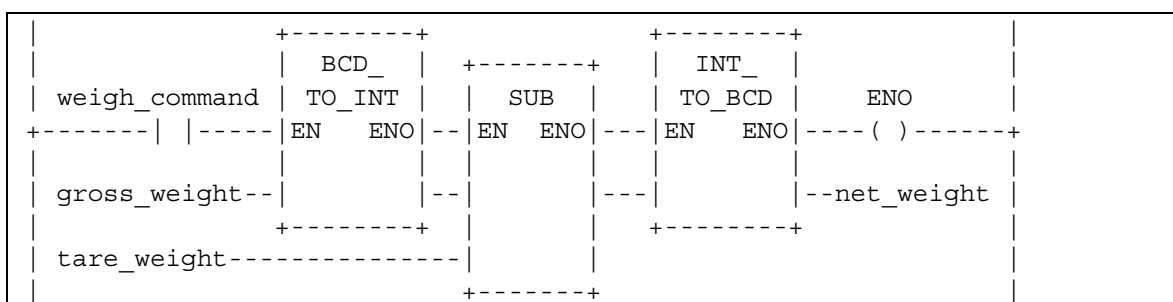 |                 +--------+                  +--------+               |
|                 |  BCD_  |   +-------+      |  INT_  |               |
| weigh_command   | TO_INT |   |  SUB  |      | TO_BCD |     ENO       |
+-------| |-----|EN   ENO|--|EN  ENO|---|EN   ENO|----( )------+
|                 |        |   |       |      |        |               |
| gross_weight--|        |--|       |---|        |--net_weight |
|                 +--------+   |       |      +--------+               |
| tare_weight---------------|       |                                  |
|                              +-------+                               |